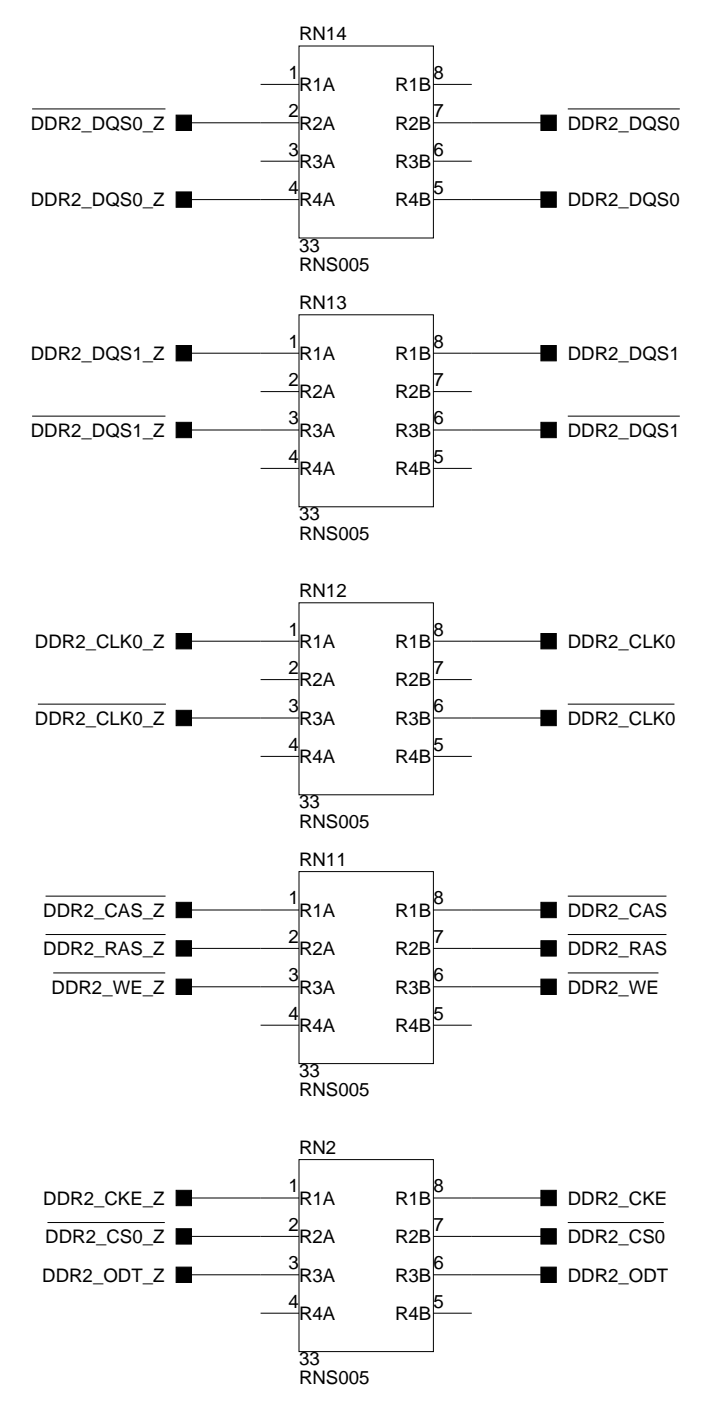 RN14
1 R1A R1B 8
DDR2_DQS0_Z 2 R2A R2B 7 DDR2_DQS0
3 R3A R3B 6
DDR2_DQS0_Z 4 R4A R4B 5 DDR2_DQS0
33
RNS005
RN13
DDR2_DQS1_Z 1 R1A R1B 8 DDR2_DQS1
2 R2A R2B 7
DDR2_DQS1_Z 3 R3A R3B 6 DDR2_DQS1
4 R4A R4B 5
33
RNS005
RN12
DDR2_CLK0_Z 1 R1A R1B 8 DDR2_CLK0
2 R2A R2B 7
DDR2_CLK0_Z 3 R3A R3B 6 DDR2_CLK0
4 R4A R4B 5
33
RNS005
RN11
DDR2_CAS_Z 1 R1A R1B 8 DDR2_CAS
DDR2_RAS_Z 2 R2A R2B 7 DDR2_RAS
DDR2_WE_Z 3 R3A R3B 6 DDR2_WE
4 R4A R4B 5
33
RNS005
RN2
DDR2_CKE_Z 1 R1A R1B 8 DDR2_CKE
DDR2_CS0_Z 2 R2A R2B 7 DDR2_CS0
DDR2_ODT_Z 3 R3A R3B 6 DDR2_ODT
4 R4A R4B 5
33
RNS005